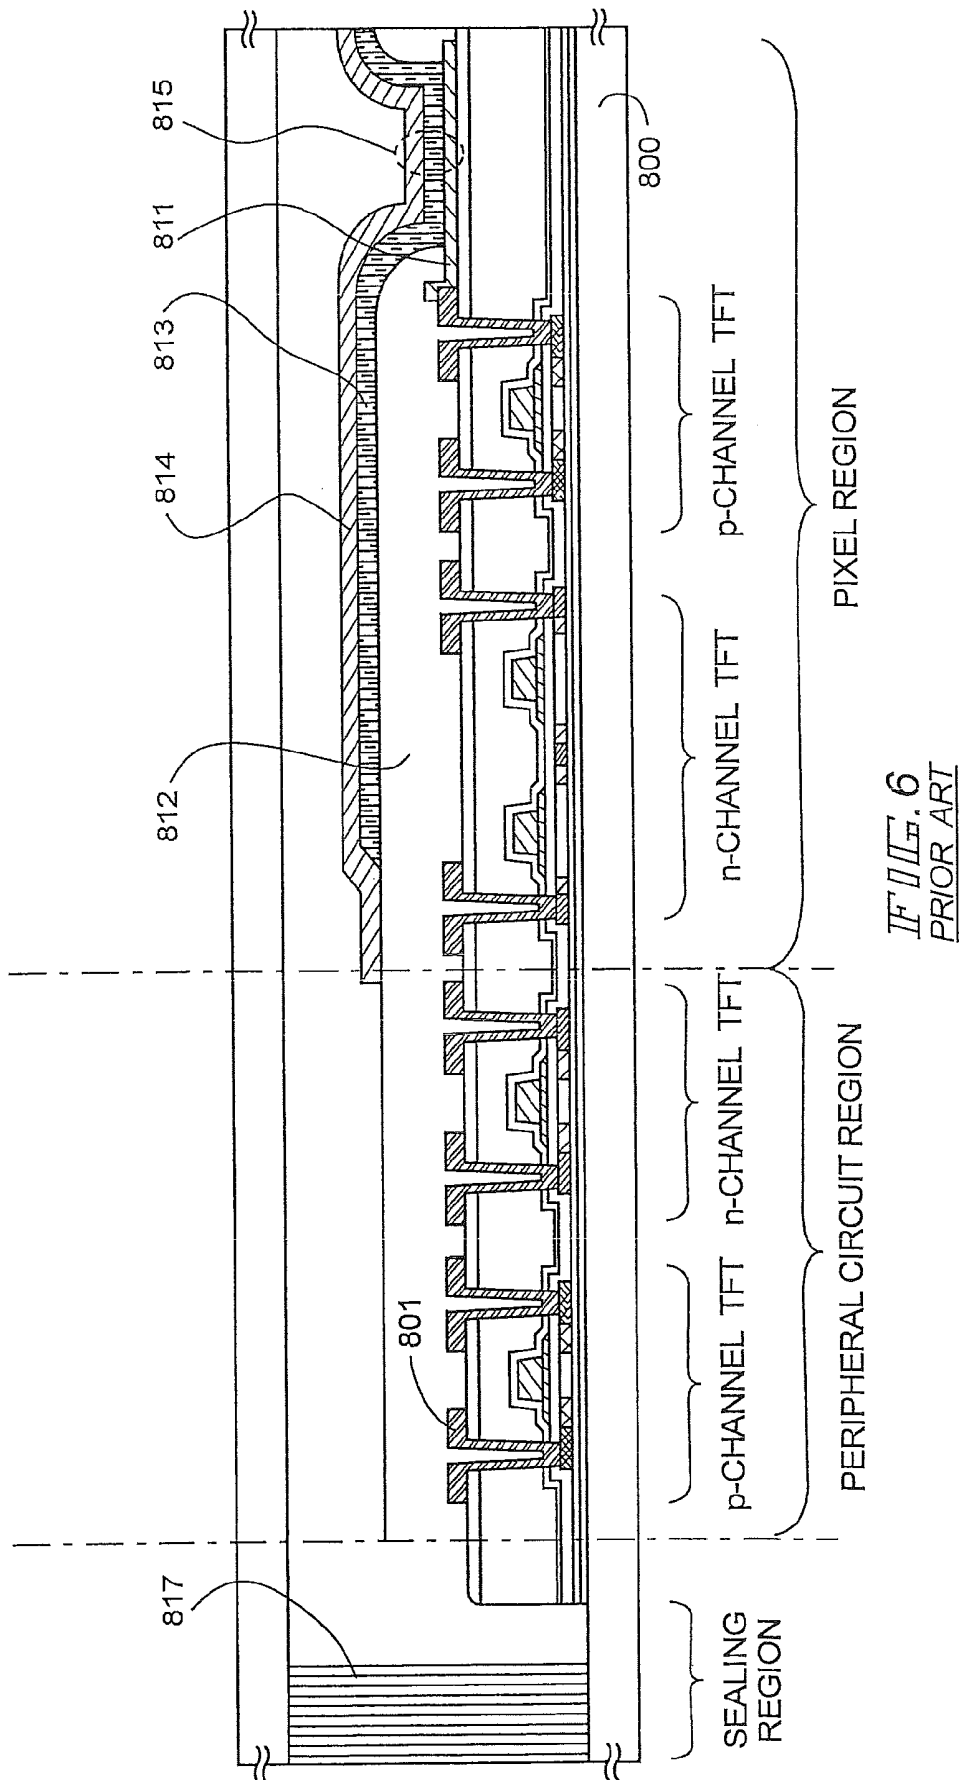 817
812
814
813
811
815
801
800
SEALING
REGION
p-CHANNEL TFT
n-CHANNEL TFT
n-CHANNEL TFT
p-CHANNEL TFT
PERIPHERAL CIRCUIT REGION
PIXEL REGION
FIG. 6
PRIOR ART